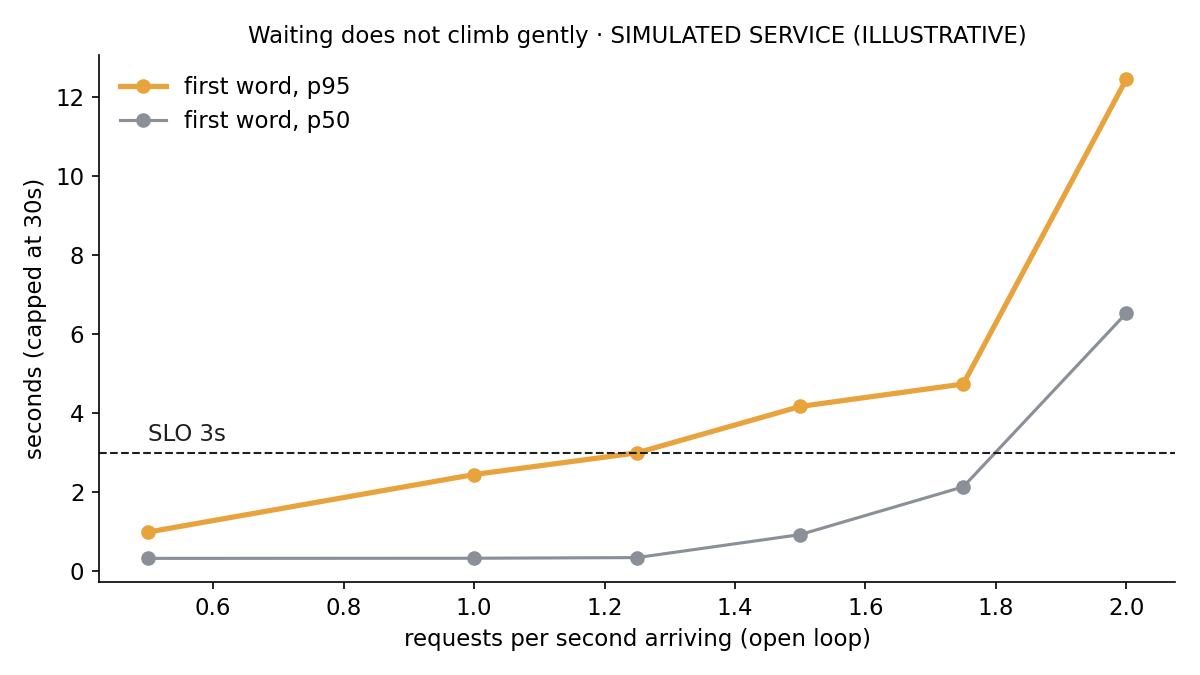 Waiting does not climb gently · SIMULATED SERVICE (ILLUSTRATIVE)
first word, p95
first word, p50
SLO 3s
seconds (capped at 30s)
12
10
8
6
4
2
0
0.6 0.8 1.0 1.2 1.4 1.6 1.8 2.0
requests per second arriving (open loop)